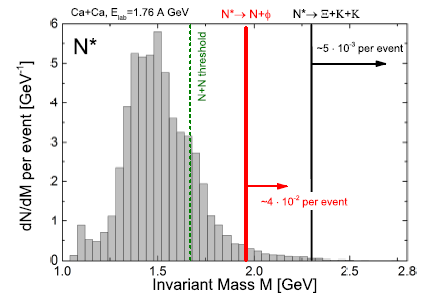 Ca+Ca, E_lab=1.76 A GeV
N*→ N+ϕ
N*→ Ξ+K+K
N*
N+N threshold
~5 · 10⁻³ per event
~4 · 10⁻² per event
dN/dM per event [GeV⁻¹]
6
5
4
3
2
1
0
1.0
1.5
2.0
2.5
2.8
Invariant Mass M [GeV]